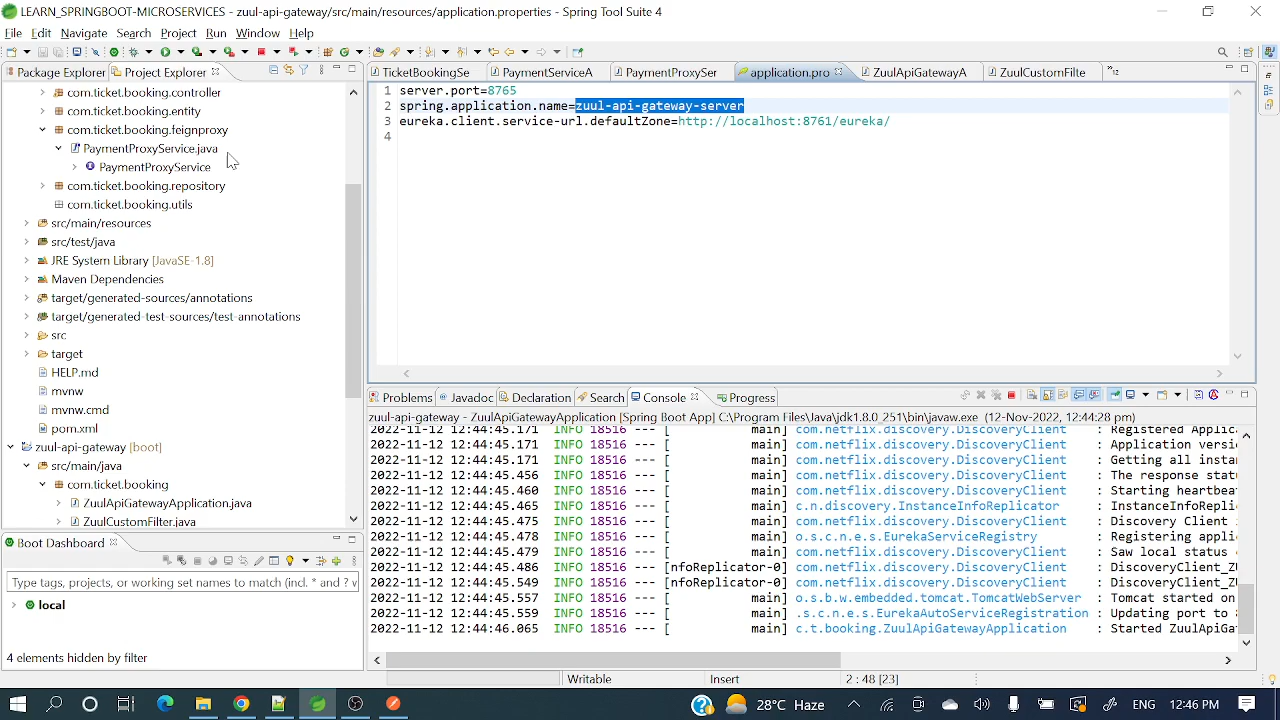 LEARN_SPRINGBOOT-MICROSERVICES - zuul-api-gateway/src/main/resources/application.properties - Spring Tool Suite 4
File Edit Navigate Search Project Run Window Help
Package Explorer Project Explorer
com.ticket.booking.controller
com.ticket.booking.entity
com.ticket.booking.feignproxy
PaymentProxyService.java
PaymentProxyService
com.ticket.booking.repository
com.ticket.booking.utils
src/main/resources
src/test/java
JRE System Library [JavaSE-1.8]
Maven Dependencies
target/generated-sources/annotations
target/generated-test-sources/test-annotations
src
target
HELP.md
mvnw
mvnw.cmd
pom.xml
zuul-api-gateway [boot]
src/main/java
com.ticket.booking
ZuulApiGatewayApplication.java
ZuulCustomFilter.java
Boot Dashboard
Type tags, projects, or working set names to match (incl. * and ? v
local
4 elements hidden by filter
TicketBookingSe PaymentServiceA PaymentProxySer application.pro ZuulApiGatewayA ZuulCustomFilte »12
1 server.port=8765
2 spring.application.name=zuul-api-gateway-server
3 eureka.client.service-url.defaultZone=http://localhost:8761/eureka/
4
Problems Javadoc Declaration Search Console Progress
zuul-api-gateway - ZuulApiGatewayApplication [Spring Boot App] C:\Program Files\Java\jdk1.8.0_251\bin\javaw.exe (12-Nov-2022, 12:44:28 pm)
2022-11-12 12:44:45.171 INFO 18516 --- [ main] com.netflix.discovery.DiscoveryClient : Registered Applic
2022-11-12 12:44:45.171 INFO 18516 --- [ main] com.netflix.discovery.DiscoveryClient : Application versi
2022-11-12 12:44:45.171 INFO 18516 --- [ main] com.netflix.discovery.DiscoveryClient : Getting all insta
2022-11-12 12:44:45.456 INFO 18516 --- [ main] com.netflix.discovery.DiscoveryClient : The response stat
2022-11-12 12:44:45.460 INFO 18516 --- [ main] com.netflix.discovery.DiscoveryClient : Starting heartbea
2022-11-12 12:44:45.465 INFO 18516 --- [ main] c.n.discovery.InstanceInfoReplicator : InstanceInfoRepli
2022-11-12 12:44:45.475 INFO 18516 --- [ main] com.netflix.discovery.DiscoveryClient : Discovery Client
2022-11-12 12:44:45.478 INFO 18516 --- [ main] o.s.c.n.e.s.EurekaServiceRegistry : Registering appli
2022-11-12 12:44:45.479 INFO 18516 --- [ main] com.netflix.discovery.DiscoveryClient : Saw local status
2022-11-12 12:44:45.486 INFO 18516 --- [nfoReplicator-0] com.netflix.discovery.DiscoveryClient : DiscoveryClient_Z
2022-11-12 12:44:45.549 INFO 18516 --- [nfoReplicator-0] com.netflix.discovery.DiscoveryClient : DiscoveryClient_Z
2022-11-12 12:44:45.557 INFO 18516 --- [ main] o.s.b.w.embedded.tomcat.TomcatWebServer : Tomcat started on
2022-11-12 12:44:45.559 INFO 18516 --- [ main] .s.c.n.e.s.EurekaAutoServiceRegistration : Updating port to 8
2022-11-12 12:44:46.065 INFO 18516 --- [ main] c.t.booking.ZuulApiGatewayApplication : Started ZuulApiGat
Writable Insert 2 : 48 [23]
28°C Haze ENG 12:46 PM